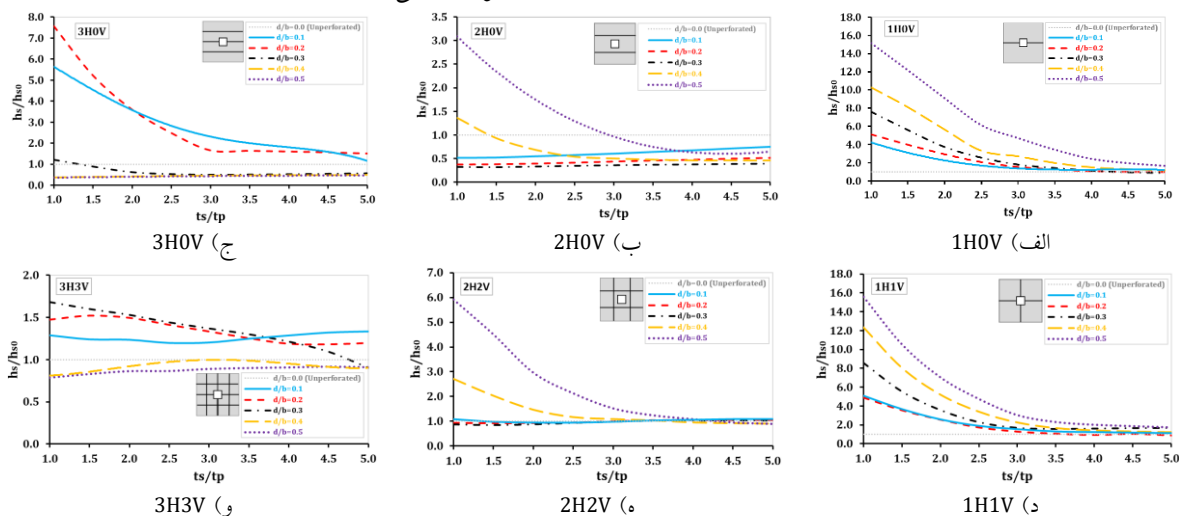 3H0V
d/b=0.0 (Unperforated)
d/b=0.1
d/b=0.2
d/b=0.3
d/b=0.4
d/b=0.5
hs/hs0
8.0
7.0
6.0
5.0
4.0
3.0
2.0
1.0
0.0
1.0 1.5 2.0 2.5 3.0 3.5 4.0 4.5 5.0
ts/tp
ج) 3H0V
2H0V
d/b=0.0 (Unperforated)
d/b=0.1
d/b=0.2
d/b=0.3
d/b=0.4
d/b=0.5
hs/hs0
3.5
3.0
2.5
2.0
1.5
1.0
0.5
0.0
1.0 1.5 2.0 2.5 3.0 3.5 4.0 4.5 5.0
ts/tp
ب) 2H0V
1H0V
d/b=0.0 (Unperforated)
d/b=0.1
d/b=0.2
d/b=0.3
d/b=0.4
d/b=0.5
hs/hs0
18.0
16.0
14.0
12.0
10.0
8.0
6.0
4.0
2.0
0.0
1.0 1.5 2.0 2.5 3.0 3.5 4.0 4.5 5.0
ts/tp
الف) 1H0V
3H3V
d/b=0.0 (Unperforated)
d/b=0.1
d/b=0.2
d/b=0.3
d/b=0.4
d/b=0.5
hs/hs0
2.0
1.5
1.0
0.5
0.0
1.0 1.5 2.0 2.5 3.0 3.5 4.0 4.5 5.0
ts/tp
و) 3H3V
2H2V
d/b=0.0 (Unperforated)
d/b=0.1
d/b=0.2
d/b=0.3
d/b=0.4
d/b=0.5
hs/hs0
7.0
6.0
5.0
4.0
3.0
2.0
1.0
0.0
1.0 1.5 2.0 2.5 3.0 3.5 4.0 4.5 5.0
ts/tp
ه) 2H2V
1H1V
d/b=0.0 (Unperforated)
d/b=0.1
d/b=0.2
d/b=0.3
d/b=0.4
d/b=0.5
hs/hs0
18.0
16.0
14.0
12.0
10.0
8.0
6.0
4.0
2.0
0.0
1.0 1.5 2.0 2.5 3.0 3.5 4.0 4.5 5.0
ts/tp
د) 1H1V